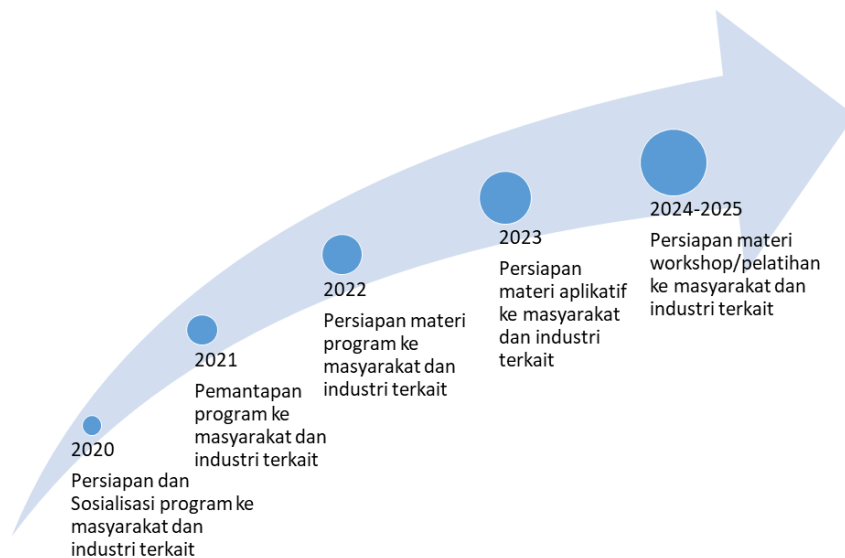 2020
Persiapan dan
Sosialisasi program ke
masyarakat dan
industri terkait
2021
Pemantapan
program ke
masyarakat dan
industri terkait
2022
Persiapan materi
program ke
masyarakat dan
industri terkait
2023
Persiapan
materi aplikatif
ke masyarakat
dan industri
terkait
2024-2025
Persiapan materi
workshop/pelatihan
ke masyarakat dan
industri terkait